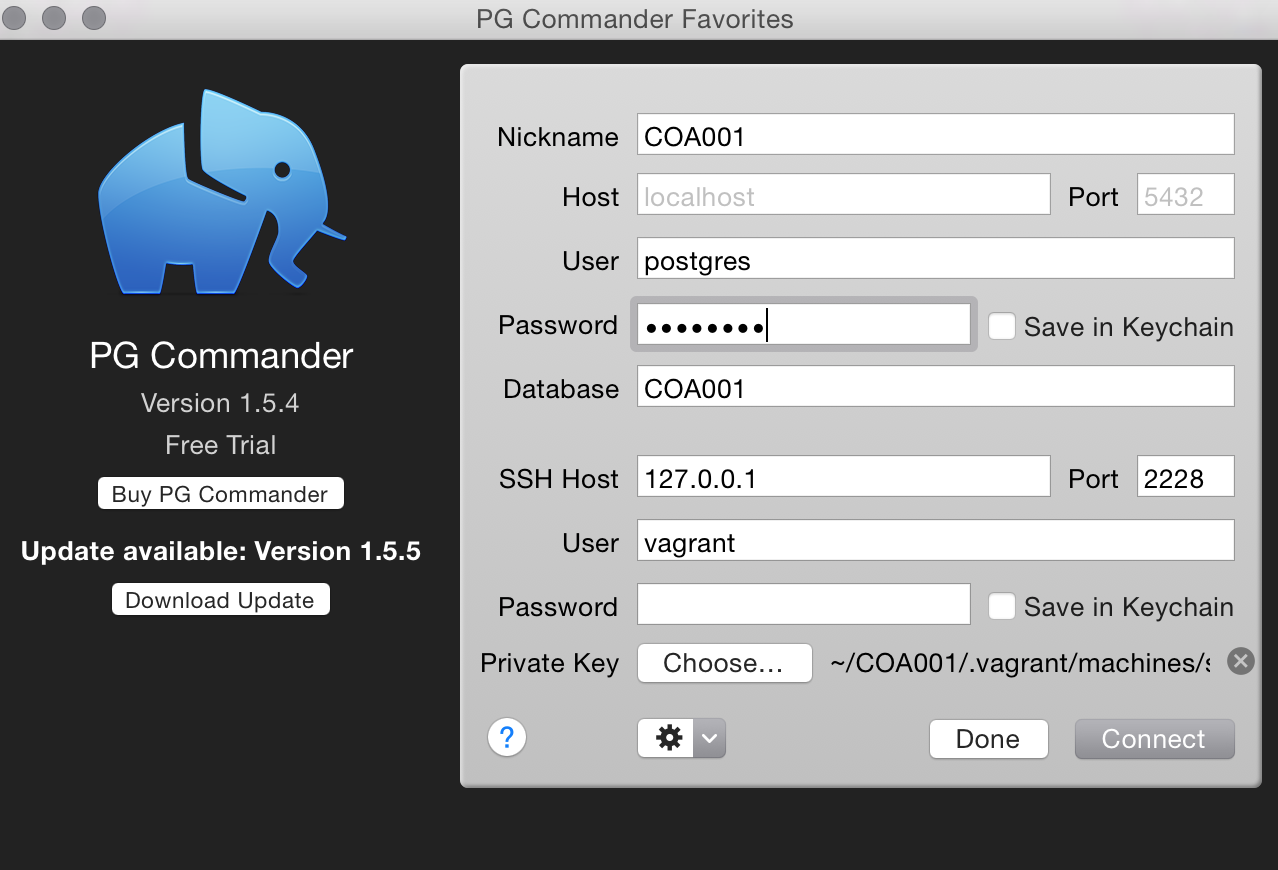 PG Commander Favorites
PG Commander
Version 1.5.4
Free Trial
Buy PG Commander
Update available: Version 1.5.5
Download Update
Nickname COA001
Host localhost Port 5432
User postgres
Password •••••••• Save in Keychain
Database COA001
SSH Host 127.0.0.1 Port 2228
User vagrant
Password Save in Keychain
Private Key Choose... ~/COA001/.vagrant/machines/s
?
Done Connect